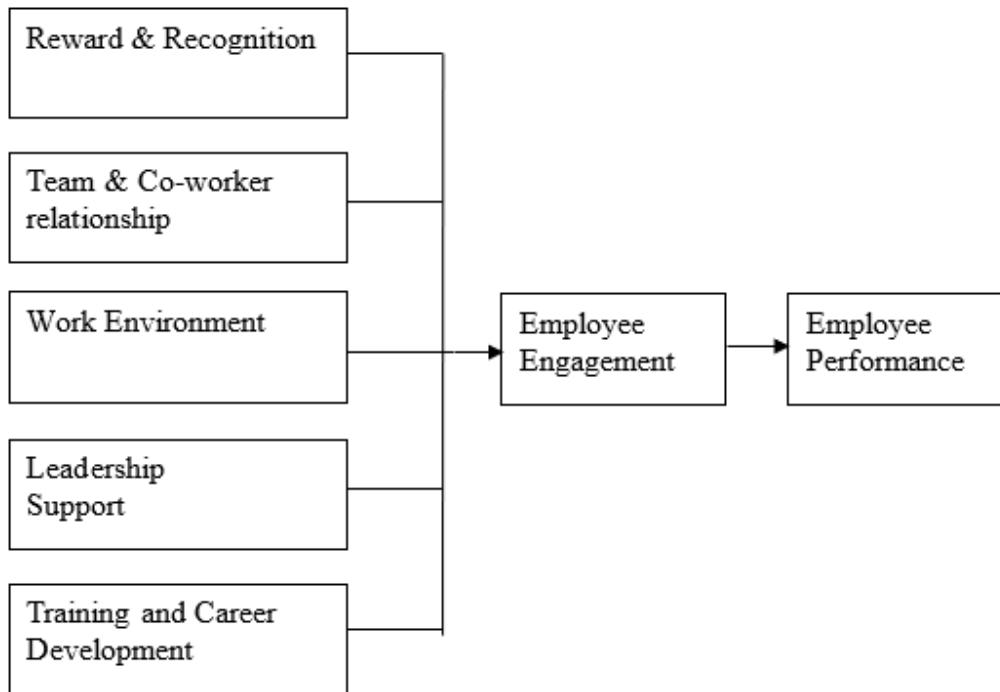 Reward & Recognition
Team & Co-worker
relationship
Work Environment
Leadership
Support
Training and Career
Development
Employee
Engagement
Employee
Performance